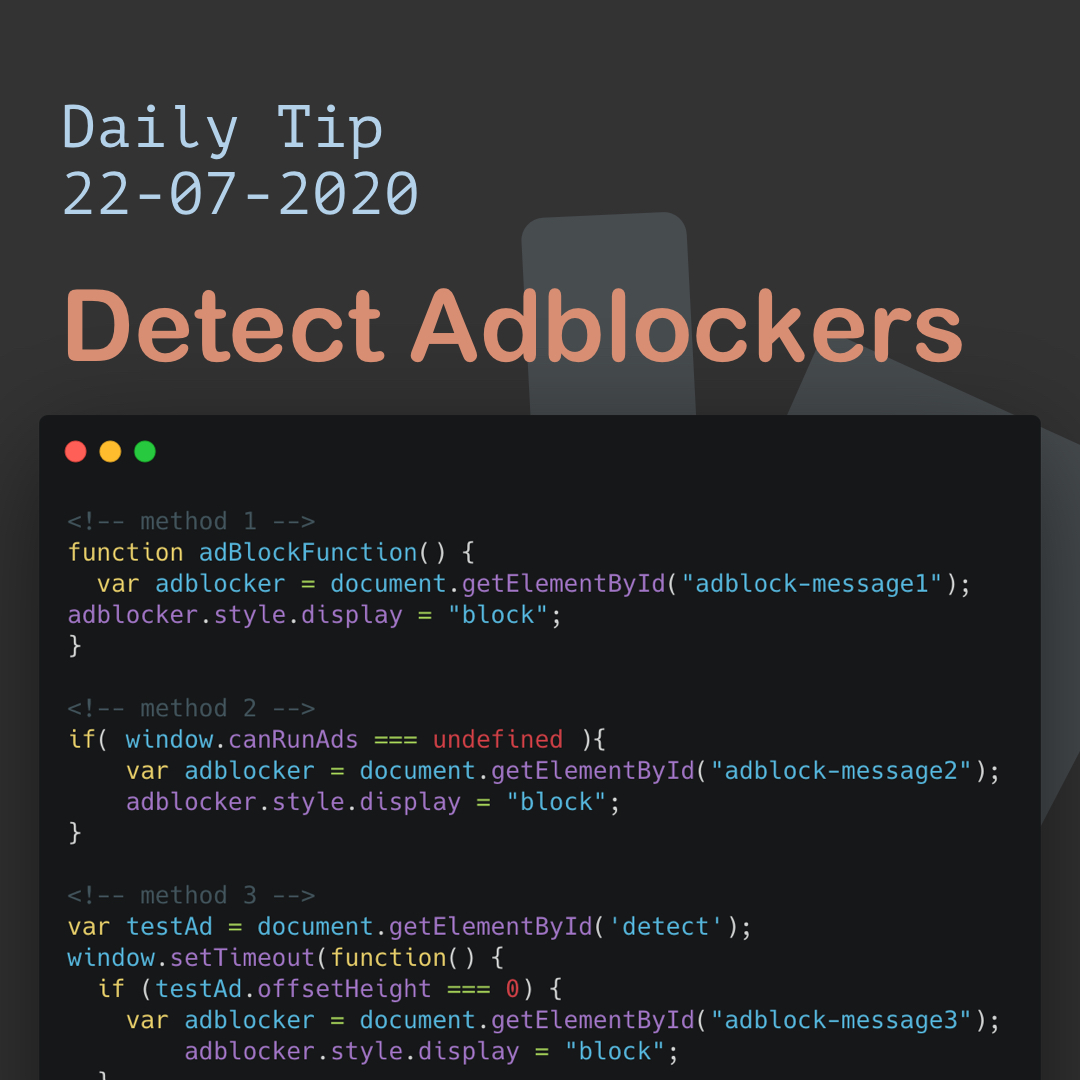 Daily Tip
22-07-2020
Detect Adblockers
<!-- method 1 -->
function adBlockFunction() {
  var adblocker = document.getElementById("adblock-message1");
adblocker.style.display = "block";
}
<!-- method 2 -->
if( window.canRunAds === undefined ){
    var adblocker = document.getElementById("adblock-message2");
    adblocker.style.display = "block";
}
<!-- method 3 -->
var testAd = document.getElementById('detect');
window.setTimeout(function() {
  if (testAd.offsetHeight === 0) {
    var adblocker = document.getElementById("adblock-message3");
        adblocker.style.display = "block";
  }